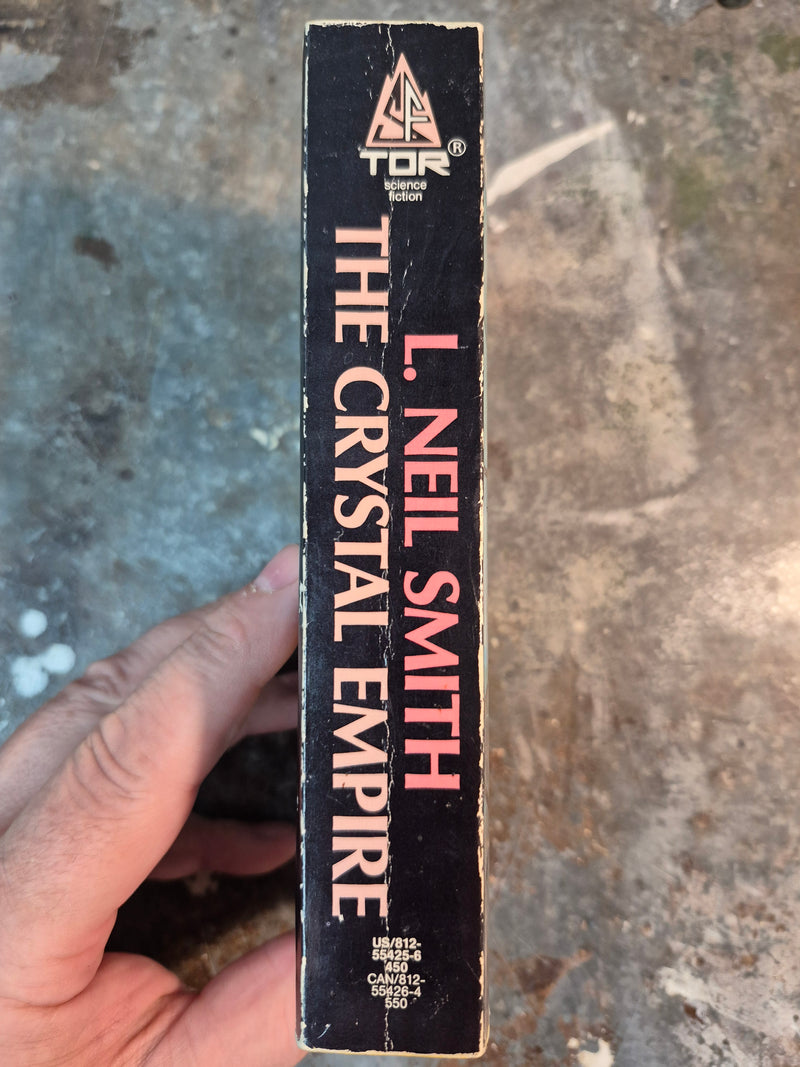 SF
TOR®
science
fiction
L. NEIL SMITH
THE CRYSTAL EMPIRE
US/812-
55425-6
450
CAN/812-
55426-4
550